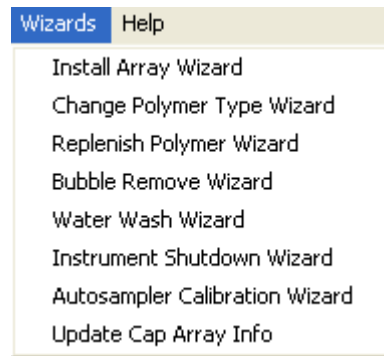 Wizards Help
Install Array Wizard
Change Polymer Type Wizard
Replenish Polymer Wizard
Bubble Remove Wizard
Water Wash Wizard
Instrument Shutdown Wizard
Autosampler Calibration Wizard
Update Cap Array Info